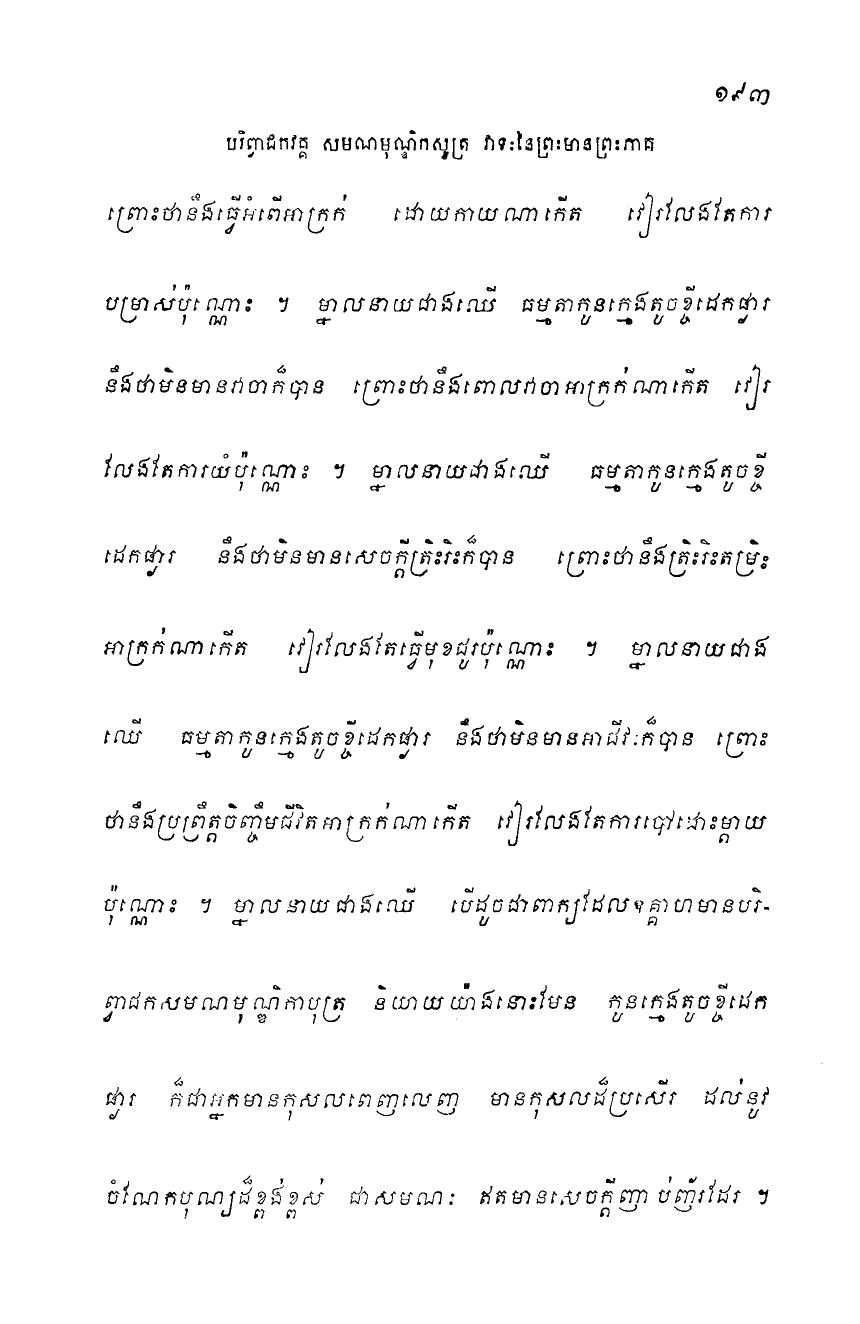 ១៩៣
បរិព្វាជកវគ្គ សមណមុណ្ឌិកសូត្រ វាទៈនៃព្រះមានព្រះភាគ
ព្រោះថានឹងធ្វើអំពើអាក្រក់ ដោយកាយណាកើត វៀរលែងតែការ
បម្រាស់ប៉ុណ្ណោះ ។ ម្នាលនាយជាងឈើ ធម្មតាកូនក្មេងតូចខ្ចីដេកផ្ងារ
នឹងថាមិនមានវាចាក៏បាន ព្រោះថានឹងពោលវាចាអាក្រក់ណាកើត វៀរ
លែងតែការយំប៉ុណ្ណោះ ។ ម្នាលនាយជាងឈើ ធម្មតាកូនក្មេងតូចខ្ចី
ដេកផ្ងារ នឹងថាមិនមានសេចក្តីត្រិះរិះក៏បាន ព្រោះថានឹងត្រិះរិះតម្រិះ
អាក្រក់ណាកើត វៀរលែងតែធ្វើមុខជូរប៉ុណ្ណោះ ។ ម្នាលនាយជាង
ឈើ ធម្មតាកូនក្មេងតូចខ្ចីដេកផ្ងារ នឹងថាមិនមានអាជីវៈក៏បាន ព្រោះ
ថានឹងប្រព្រឹត្តចិញ្ចឹមជីវិតអាក្រក់ណាកើត វៀរលែងតែការបៅដោះម្តាយ
ប៉ុណ្ណោះ ។ ម្នាលនាយជាងឈើ បើដូចជាពាក្យដែលឧគ្គាហមានបរិ-
ព្វាជកសមណមុណ្ឌិកាបុត្រ និយាយយ៉ាងនោះមែន កូនក្មេងតូចខ្ចីដេក
ផ្ងារ ក៏ជាអ្នកមានកុសលពេញលេញ មានកុសលដ៏ប្រសើរ ដល់នូវ
ចំណែកបុណ្យដ៏ខ្ពង់ខ្ពស់ ជាសមណៈ ឥតមានសេចក្តីញាប់ញ័រដែរ ។